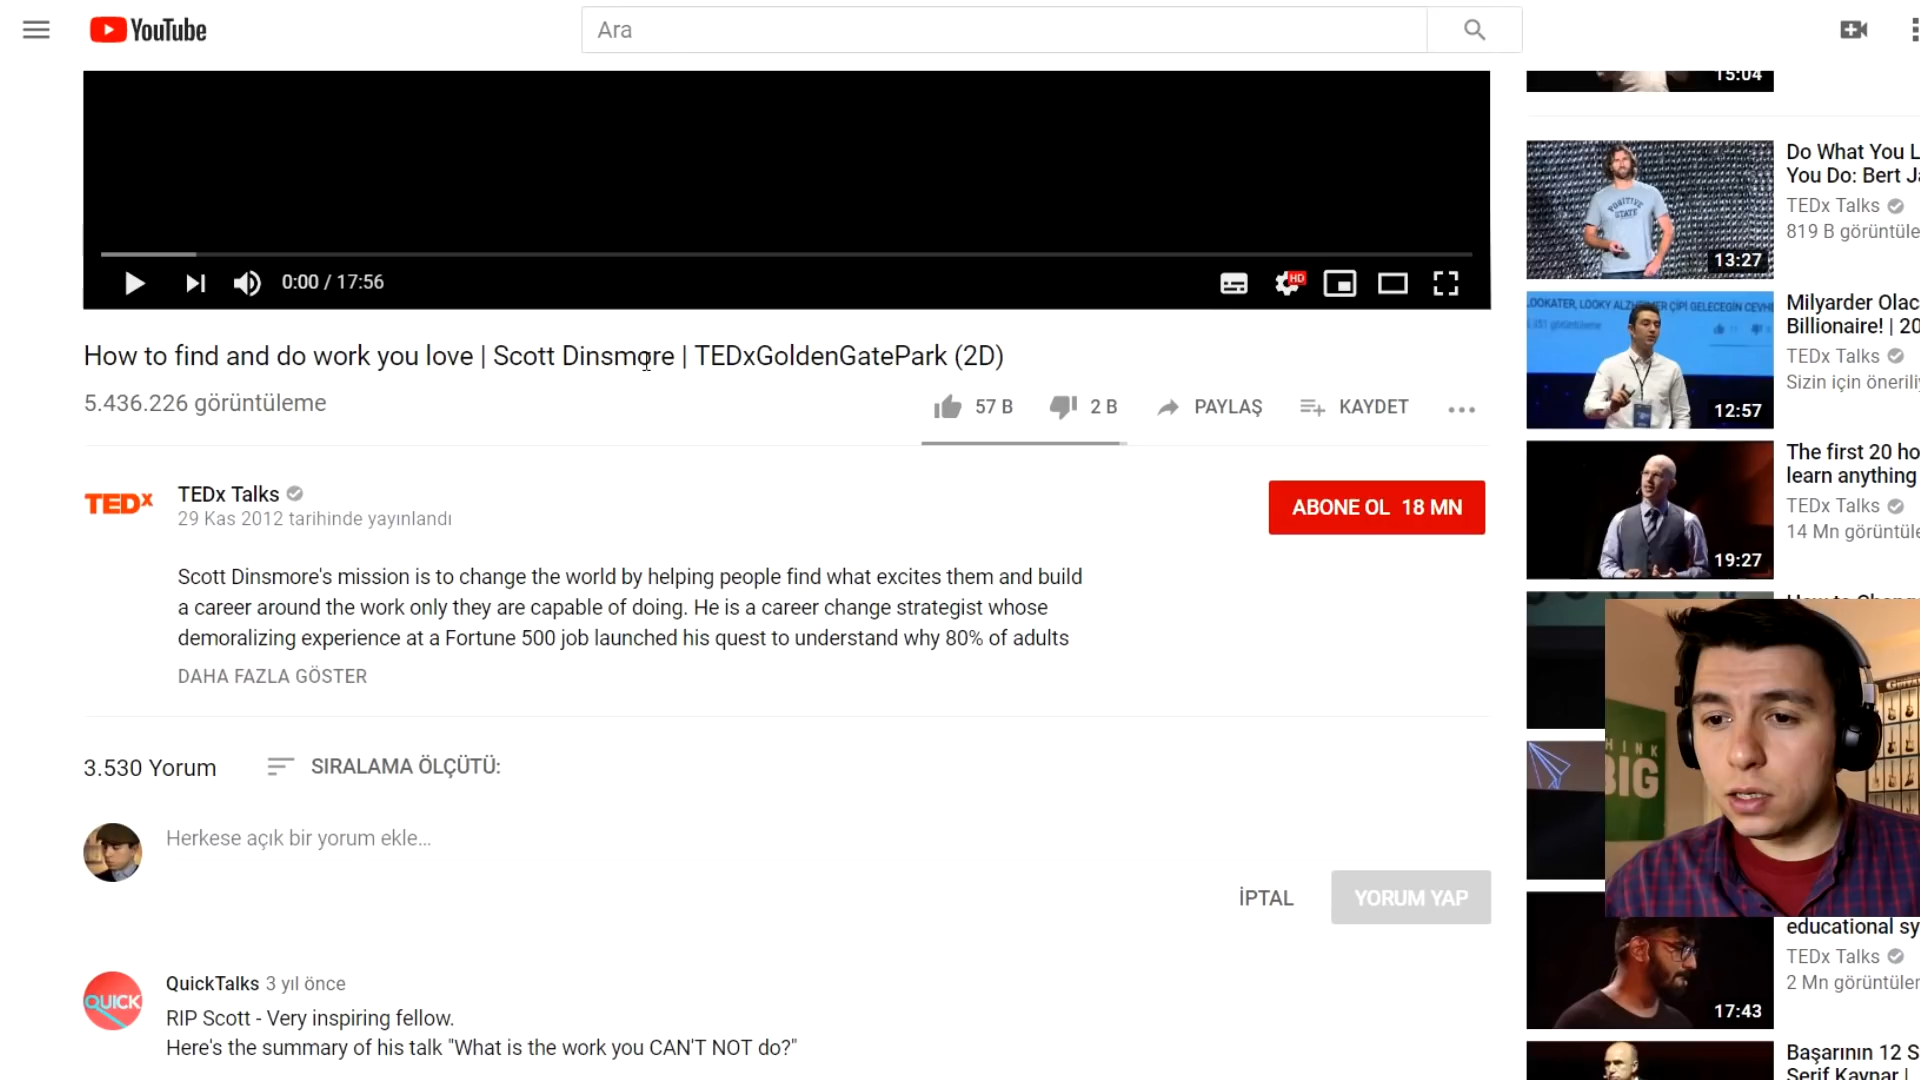 YouTube
Ara
15:04
0:00 / 17:56
HD
How to find and do work you love | Scott Dinsmore | TEDxGoldenGatePark (2D)
5.436.226 görüntüleme
57 B
2 B
PAYLAŞ
KAYDET
TEDx
TEDx Talks
29 Kas 2012 tarihinde yayınlandı
ABONE OL 18 MN
Scott Dinsmore's mission is to change the world by helping people find what excites them and build
a career around the work only they are capable of doing. He is a career change strategist whose
demoralizing experience at a Fortune 500 job launched his quest to understand why 80% of adults
DAHA FAZLA GÖSTER
3.530 Yorum
SIRALAMA ÖLÇÜTÜ:
Herkese açık bir yorum ekle...
İPTAL
YORUM YAP
QUICK
QuickTalks 3 yıl önce
RIP Scott - Very inspiring fellow.
Here's the summary of his talk "What is the work you CAN'T NOT do?"
POSITIVE
STATE
13:27
Do What You L
You Do: Bert Ja
TEDx Talks
819 B görüntüle
12:57
Milyarder Olac
Billionaire! | 20
TEDx Talks
Sizin için öneriliy
19:27
The first 20 ho
learn anything
TEDx Talks
14 Mn görüntüle
BIG
educational sy
TEDx Talks
2 Mn görüntüler
17:43
Başarının 12 S
Serif Kaynar |